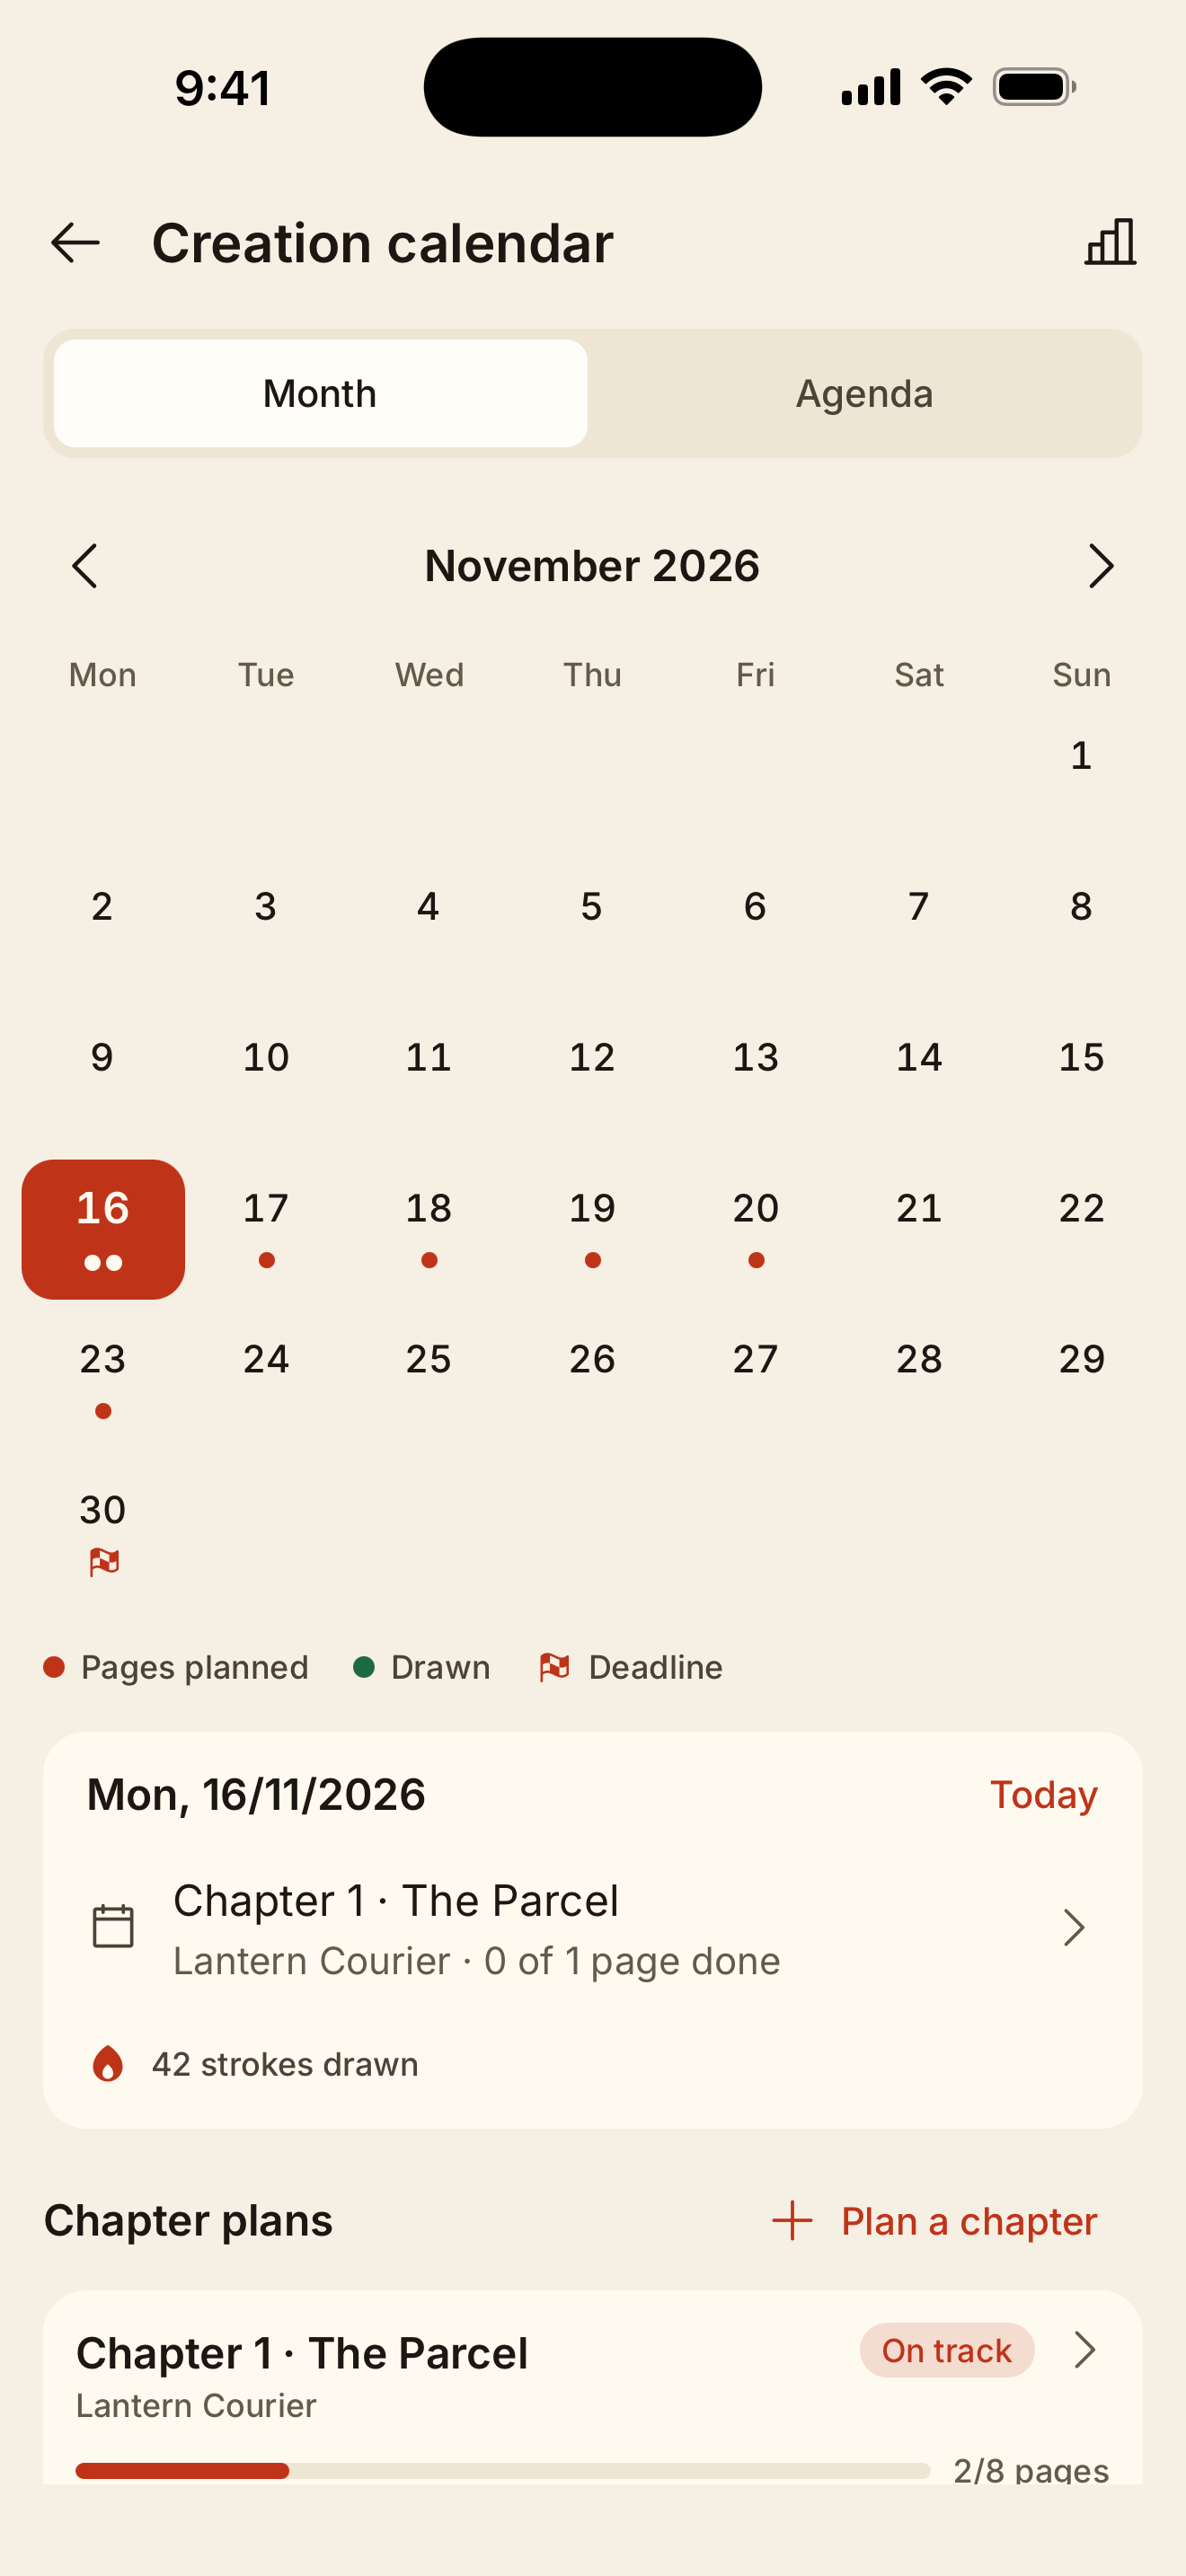 9:41
Creation calendar
Month Agenda
November 2026
Mon Tue Wed Thu Fri Sat Sun
1
2 3 4 5 6 7 8
9 10 11 12 13 14 15
16 17 18 19 20 21 22
23 24 25 26 27 28 29
30
Pages planned Drawn Deadline
Mon, 16/11/2026 Today
Chapter 1 · The Parcel
Lantern Courier · 0 of 1 page done
42 strokes drawn
Chapter plans Plan a chapter
Chapter 1 · The Parcel On track
Lantern Courier
2/8 pages